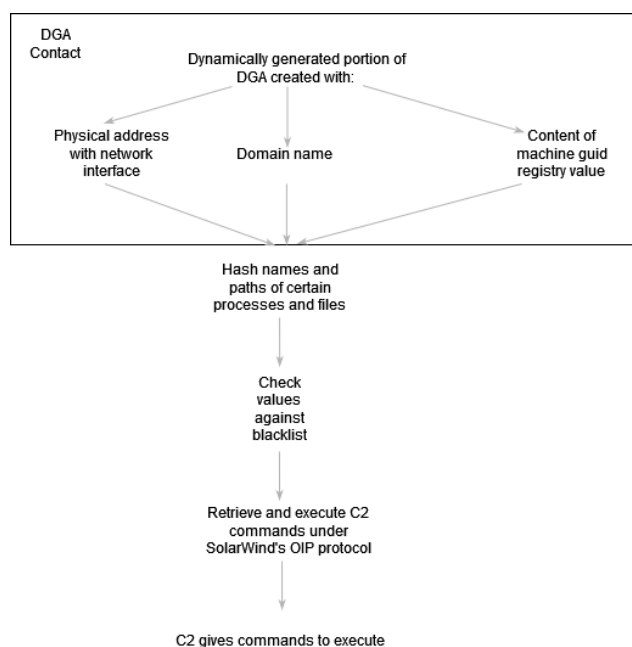 DGA
Contact
Dynamically generated portion of
DGA created with:
Physical address
with network
interface
Domain name
Content of
machine guid
registry value
Hash names and
paths of certain
processes and files
Check
values
against
blacklist
Retrieve and execute C2
commands under
SolarWind's OIP protocol
C2 gives commands to execute